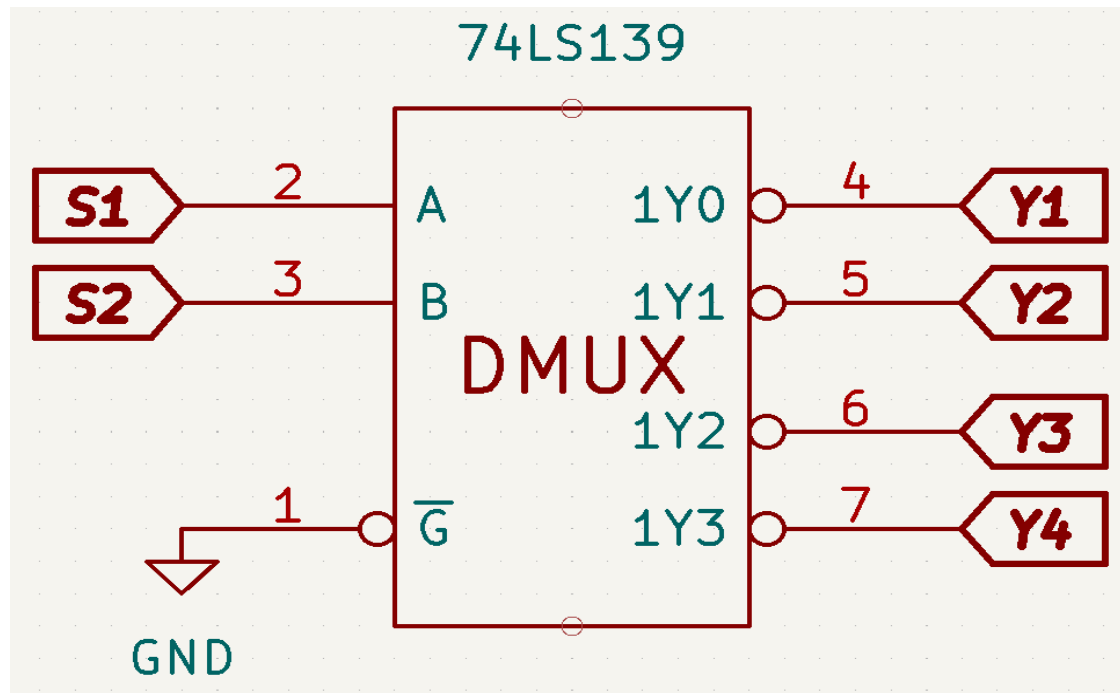 74LS139
S1 2 A 1Y0 4 Y1
S2 3 B 1Y1 5 Y2
DMUX
1Y2 6 Y3
1 G̅ 1Y3 7 Y4
GND